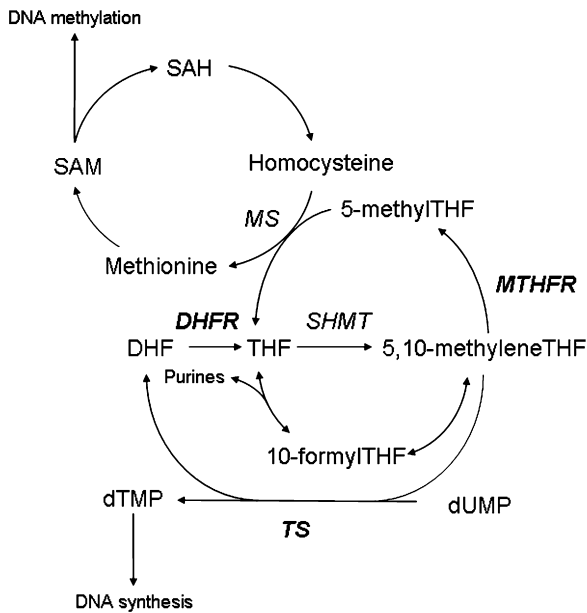 DNA methylation
SAH
SAM
Homocysteine
MS
5-methylTHF
Methionine
MTHFR
DHFR
SHMT
DHF
THF
5,10-methyleneTHF
Purines
10-formylTHF
dTMP
dUMP
TS
DNA synthesis